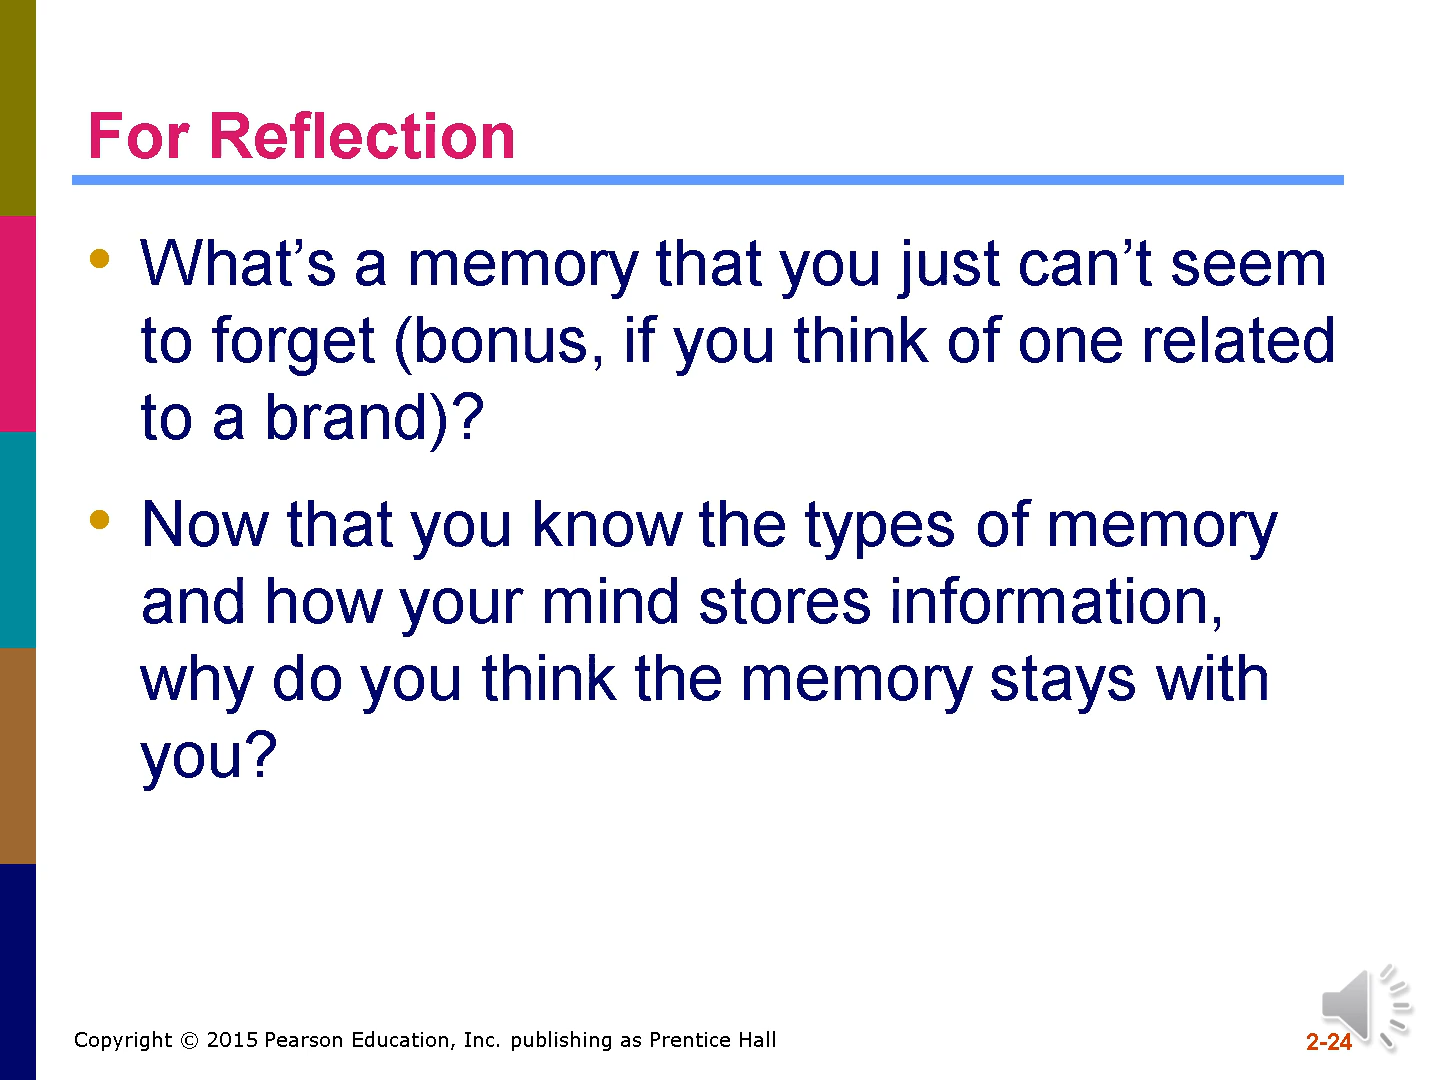 For Reflection
• What’s a memory that you just can’t seem
to forget (bonus, if you think of one related
to a brand)?
• Now that you know the types of memory
and how your mind stores information,
why do you think the memory stays with
you?
Copyright © 2015 Pearson Education, Inc. publishing as Prentice Hall
2-24